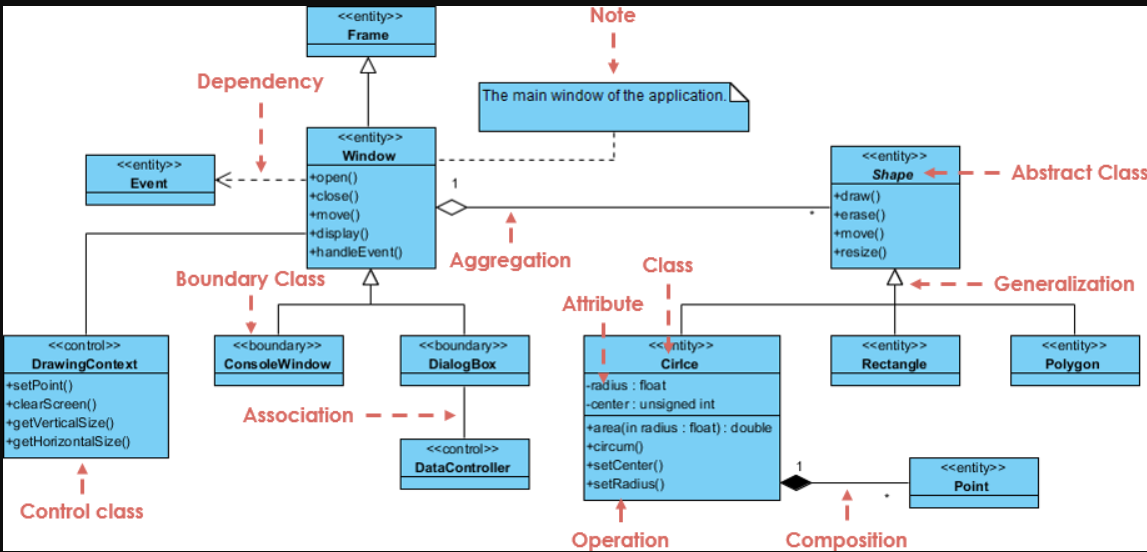 <<entity>>
Frame
Note
Dependency
The main window of the application.
<<entity>>
Window
+open()
+close()
+move()
+display()
+handleEvent()
<<entity>>
Event
<<entity>>
Shape
+draw()
+erase()
+move()
+resize()
Abstract Class
1
*
Aggregation
Boundary Class
Class
Attribute
Generalization
<<control>>
DrawingContext
+setPoint()
+clearScreen()
+getVerticalSize()
+getHorizontalSize()
<<boundary>>
ConsoleWindow
<<boundary>>
DialogBox
<<entity>>
Cirlce
-radius : float
-center : unsigned int
+area(in radius : float) : double
+circum()
+setCenter()
+setRadius()
<<entity>>
Rectangle
<<entity>>
Polygon
Association
<<control>>
DataController
1
*
<<entity>>
Point
Control class
Operation
Composition